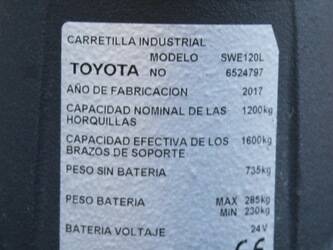 CARRETILLA INDUSTRIAL
MODELO SWE120L
TOYOTA NO 6524797
AÑO DE FABRICACION 2017
CAPACIDAD NOMINAL DE LAS 1200kg
HORQUILLAS
CAPACIDAD EFECTIVA DE LOS 1600kg
BRAZOS DE SOPORTE
PESO SIN BATERIA 735kg
PESO BATERIA MAX 285kg
MIN 230kg
BATERIA VOLTAJE 24V
CE